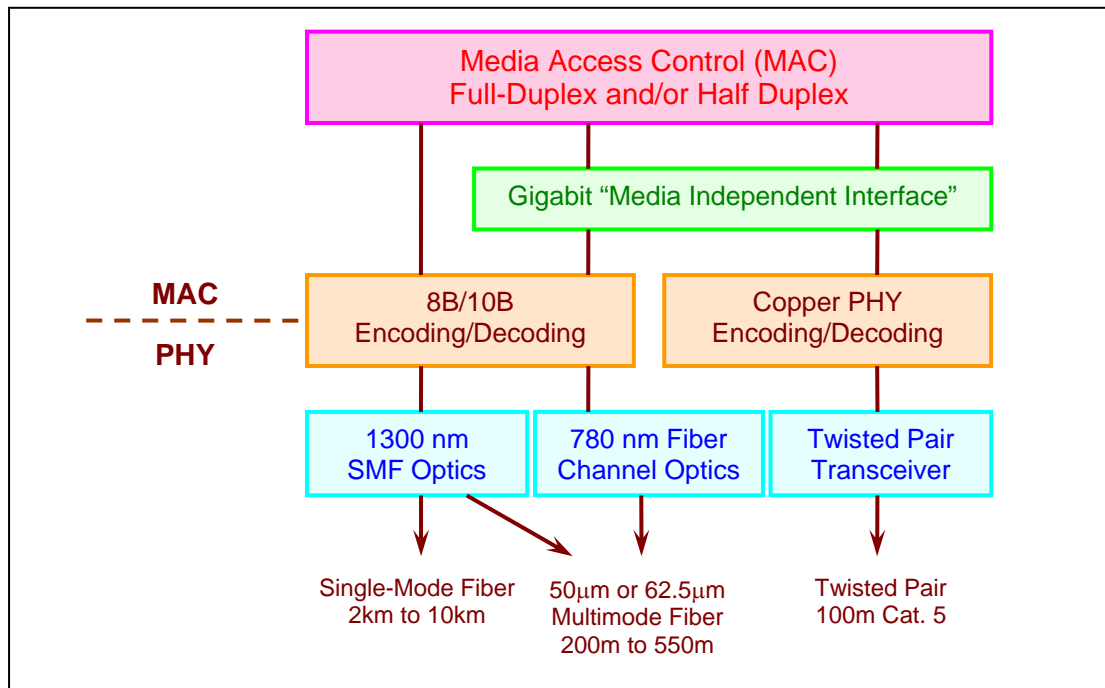 Media Access Control (MAC)
Full-Duplex and/or Half Duplex
Gigabit “Media Independent Interface”
MAC
PHY
8B/10B
Encoding/Decoding
Copper PHY
Encoding/Decoding
1300 nm
SMF Optics
780 nm Fiber
Channel Optics
Twisted Pair
Transceiver
Single-Mode Fiber
2km to 10km
50μm or 62.5μm
Multimode Fiber
200m to 550m
Twisted Pair
100m Cat. 5